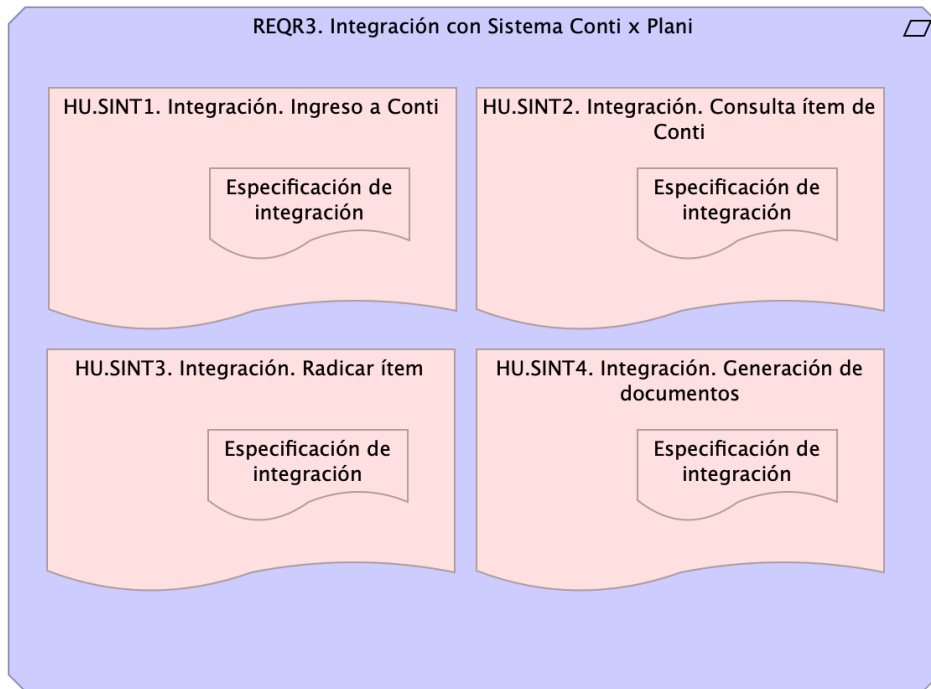 REQR3. Integración con Sistema Conti x Plani
HU.SINT1. Integración. Ingreso a Conti
Especificación de
integración
HU.SINT2. Integración. Consulta ítem de
Conti
Especificación de
integración
HU.SINT3. Integración. Radicar ítem
Especificación de
integración
HU.SINT4. Integración. Generación de
documentos
Especificación de
integración